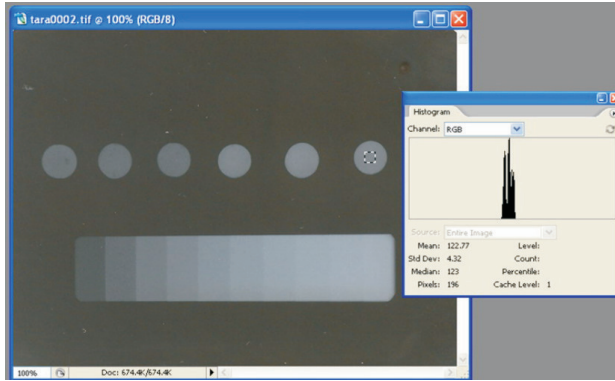 tara0002.tif @ 100% (RGB/8)
Histogram
Channel: RGB
Source: Entire Image
Mean: 122.77 Level:
Std Dev: 4.32 Count:
Median: 123 Percentile:
Pixels: 196 Cache Level: 1
100% Doc: 674.4K/674.4K